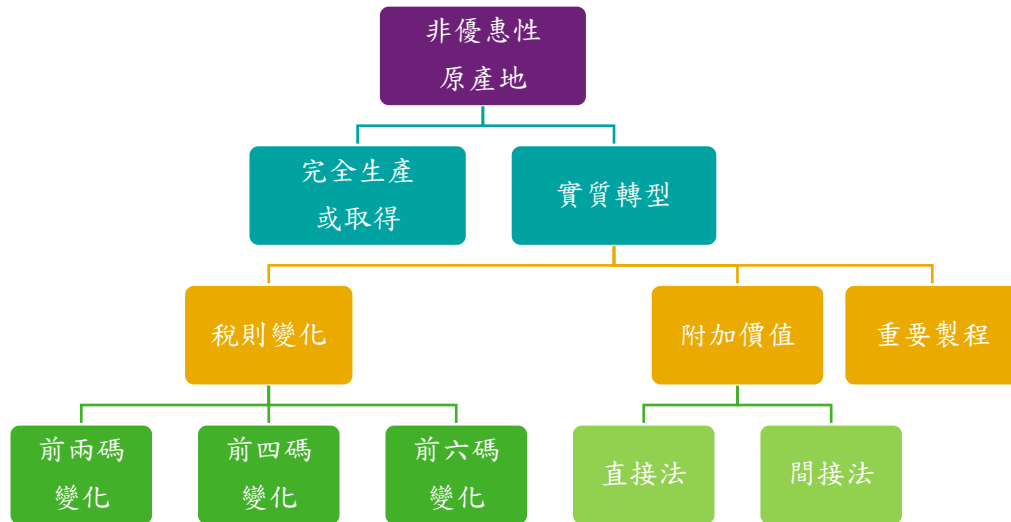 非優惠性
原產地
完全生產
或取得
實質轉型
稅則變化
附加價值
重要製程
前兩碼
變化
前四碼
變化
前六碼
變化
直接法
間接法